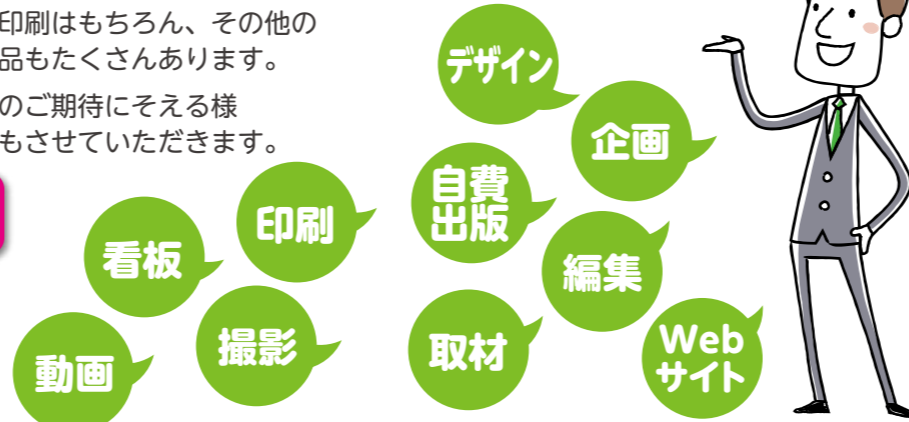 印刷はもちろん、その他の
品もたくさんあります。
のご期待にそえる様
もさせていただきます。
デザイン
企画
自費
出版
印刷
看板
編集
撮影
取材
動画
Web
サイト